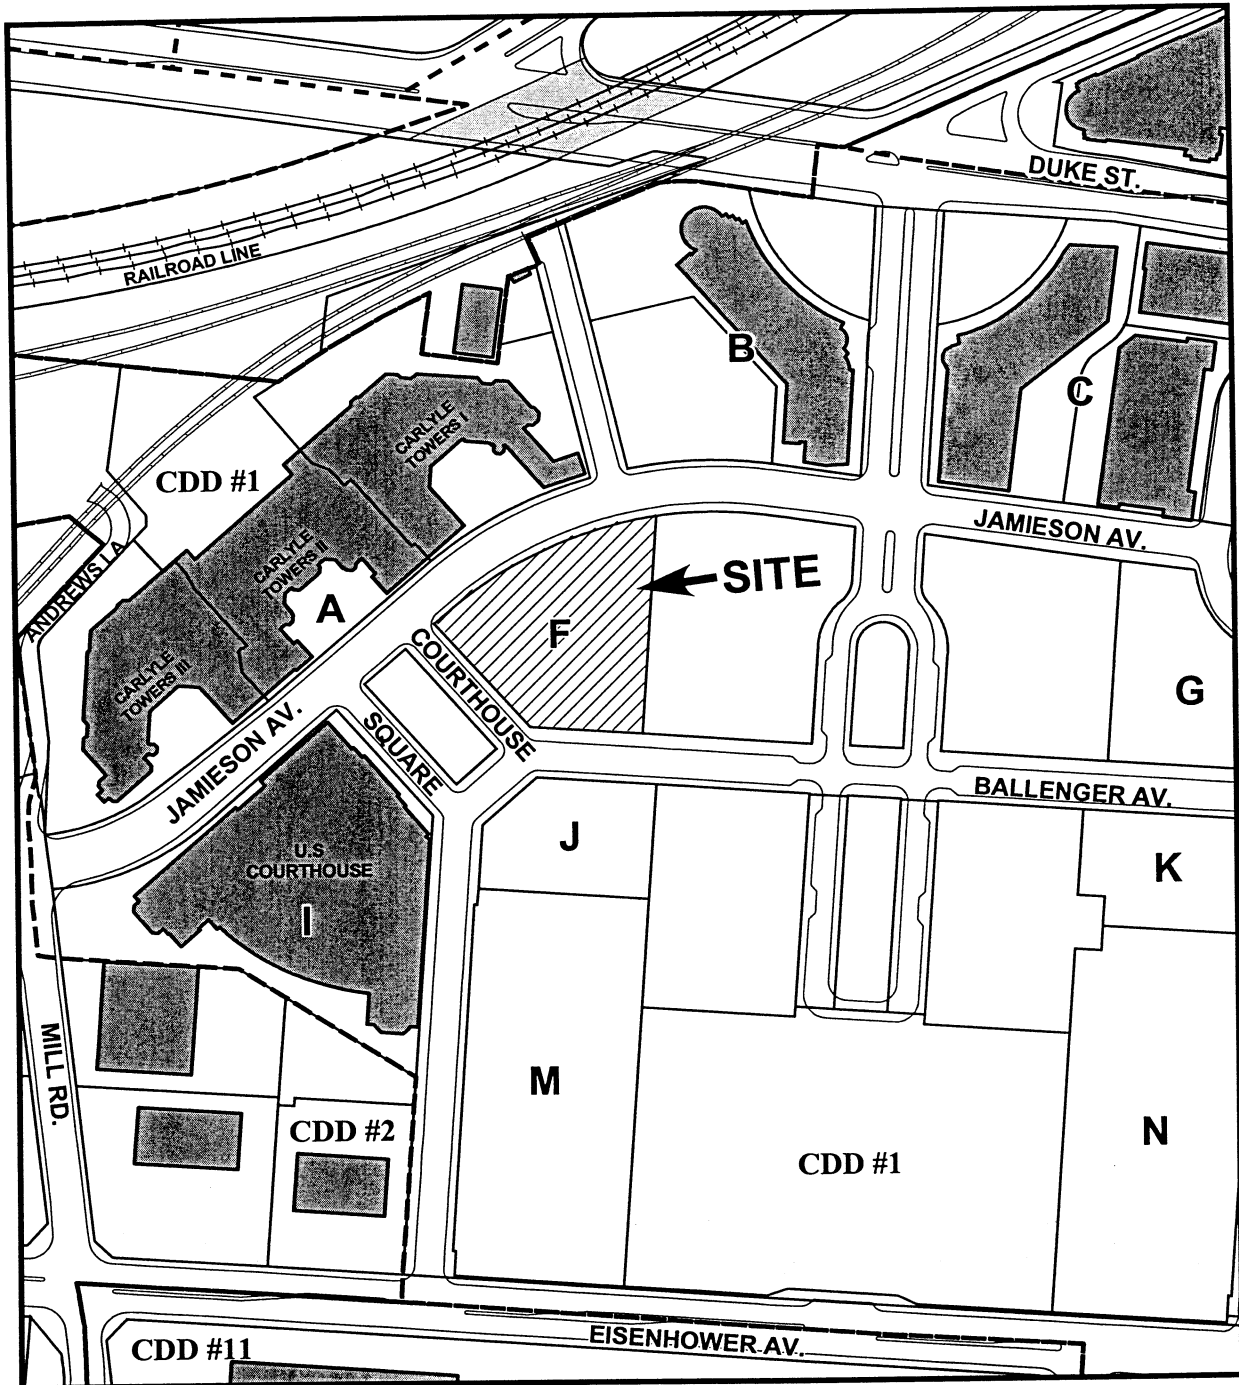 DUKE ST.
RAILROAD LINE
B
C
CARLYLE
TOWERS I
CDD #1
JAMIESON AV.
ANDREWS LA
CARLYLE
TOWERS II
A
SITE
F
COURTHOUSE
SQUARE
CARLYLE
TOWERS III
G
JAMIESON AV.
BALLENGER AV.
J
K
U.S
COURTHOUSE
I
MILL RD.
M
N
CDD #2
CDD #1
EISENHOWER AV.
CDD #11